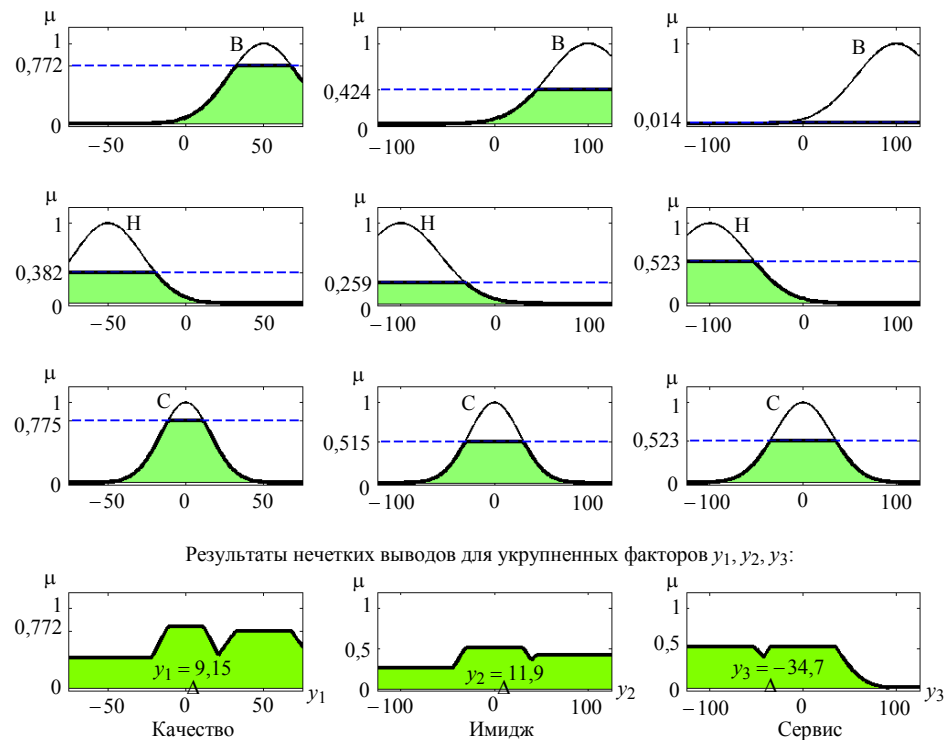 μ μ μ
1 B 1 B 1 B
0,772 0,424 0,014
0 0 0
−50 0 50 −100 0 100 −100 0 100
μ μ μ
1 H 1 H 1 H
0,382 0,259 0,523
0 0 0
−50 0 50 −100 0 100 −100 0 100
μ μ μ
1 C 1 C 1 C
0,775 0,515 0,523
0 0 0
−50 0 50 −100 0 100 −100 0 100
Результаты нечетких выводов для укрупненных факторов y1, y2, y3:
μ μ μ
1 1 1
0,772 0,5 0,5
y1 = 9,15 y2 = 11,9 y3 = −34,7
0 Δ y1 0 Δ y2 0 Δ y3
−50 0 50 −100 0 100 −100 0 100
Качество Имидж Сервис